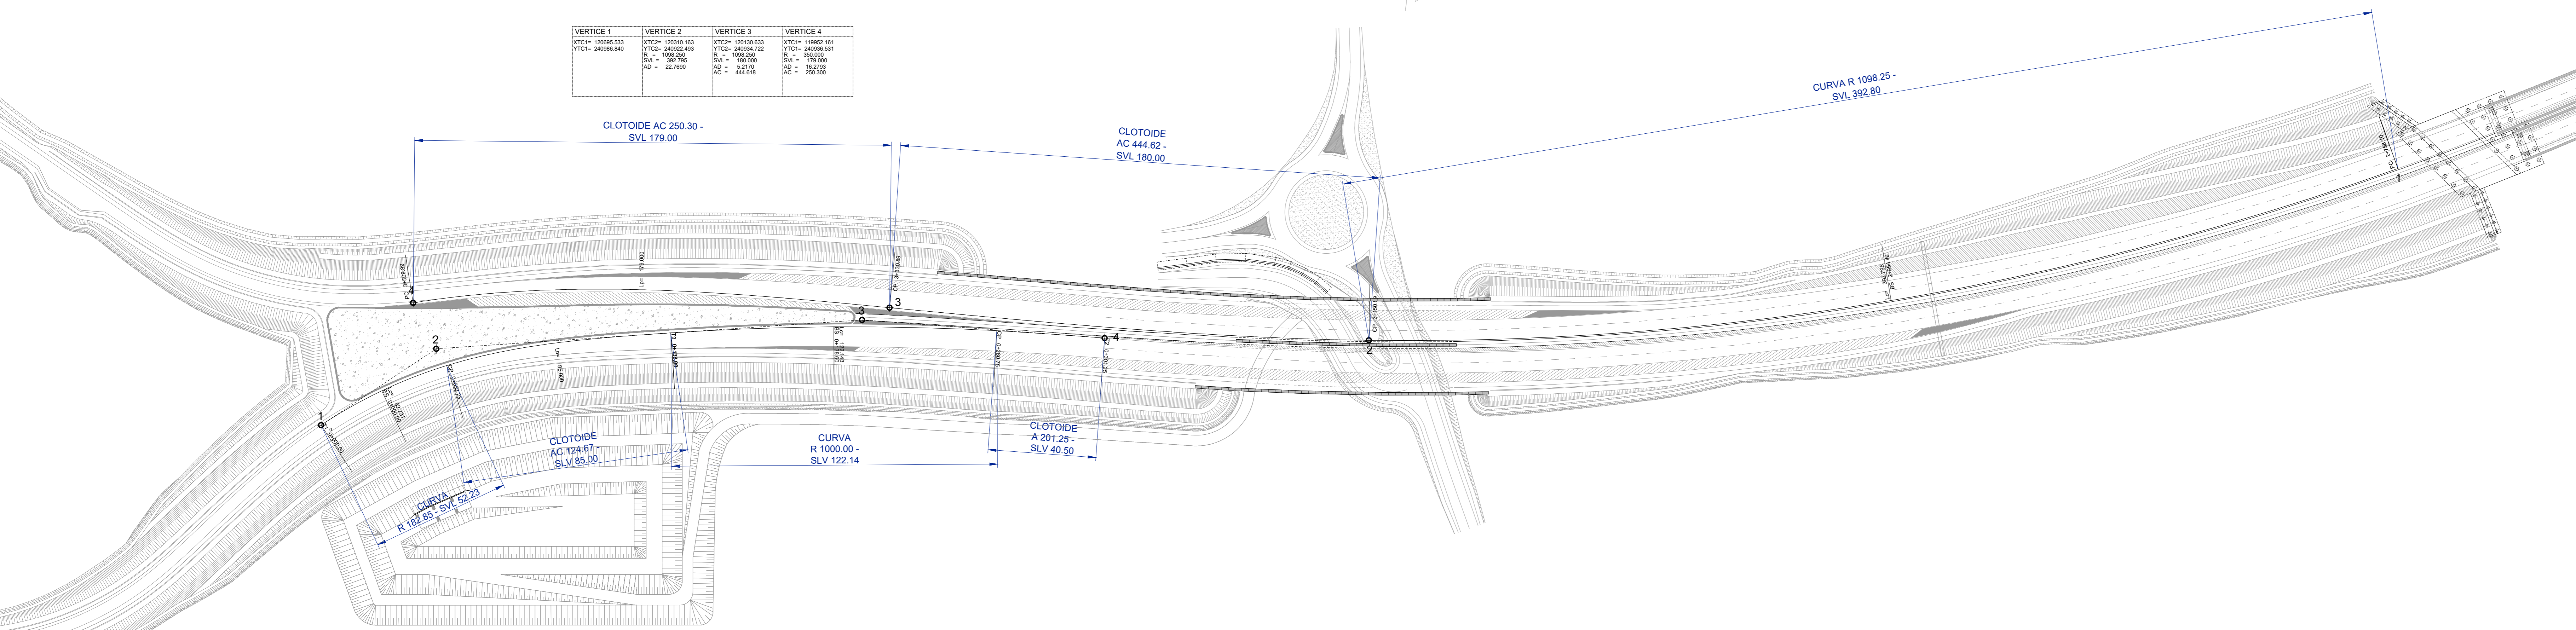 VERTICE 1
XTC1= 120695.533
YTC1= 240986.840
VERTICE 2
XTC2= 120310.163
YTC2= 240922.493
R = 1098.250
SVL = 392.795
AD = 22.7690
VERTICE 3
XTC2= 120130.633
YTC2= 240934.722
R = 1098.250
SVL = 180.000
AD = 5.2170
AC = 444.618
VERTICE 4
XTC1= 119952.161
YTC1= 240936.531
R = 350.000
SVL = 179.000
AD = 16.2793
AC = 250.300
CLOTOIDE AC 250.30 -
SVL 179.00
CLOTOIDE
AC 444.62 -
SVL 180.00
CURVA R 1098.25 -
SVL 392.80
1
4
179.000
3
3
2
4
2
1
85.000
CLOTOIDE
AC 124.67 -
SLV 85.00
CURVA
R 1000.00 -
SLV 122.14
CLOTOIDE
A 201.25 -
SLV 40.50
CURVA
R 182.85 - SVL 52.23